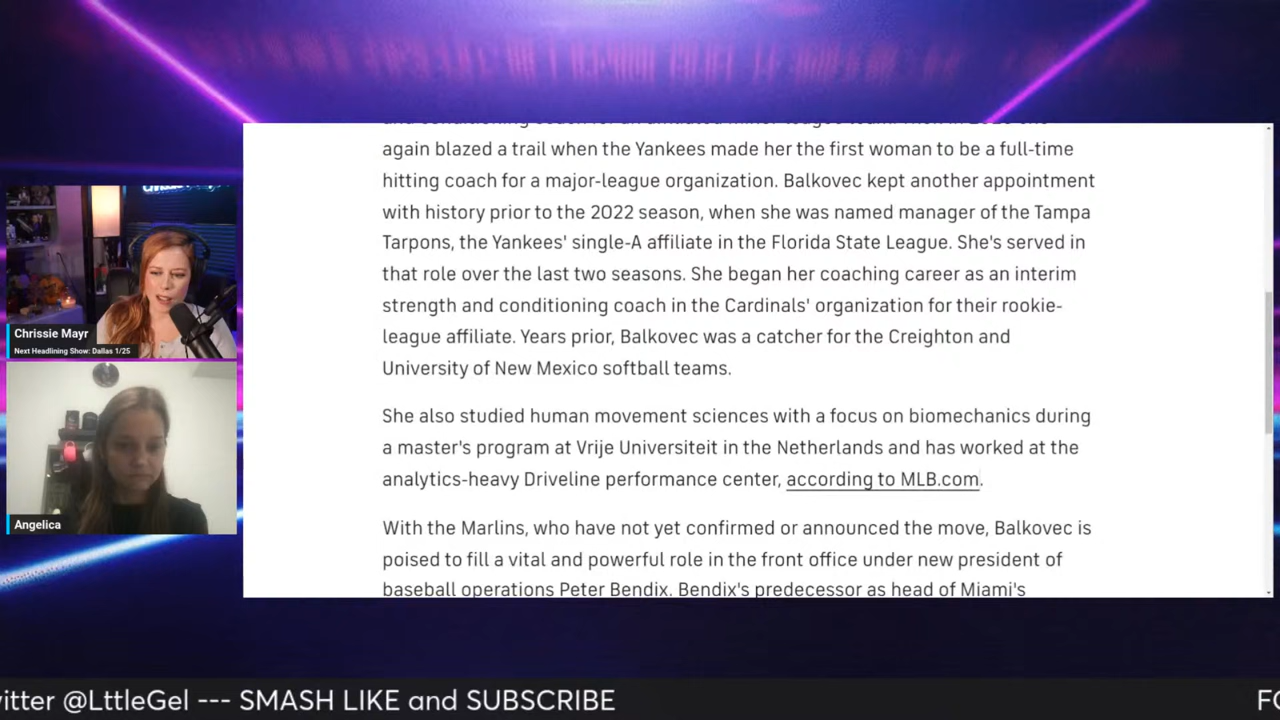 again blazed a trail when the Yankees made her the first woman to be a full-time
hitting coach for a major-league organization. Balkovec kept another appointment
with history prior to the 2022 season, when she was named manager of the Tampa
Tarpons, the Yankees' single-A affiliate in the Florida State League. She's served in
that role over the last two seasons. She began her coaching career as an interim
strength and conditioning coach in the Cardinals' organization for their rookie-
league affiliate. Years prior, Balkovec was a catcher for the Creighton and
University of New Mexico softball teams.
She also studied human movement sciences with a focus on biomechanics during
a master's program at Vrije Universiteit in the Netherlands and has worked at the
analytics-heavy Driveline performance center, according to MLB.com.
With the Marlins, who have not yet confirmed or announced the move, Balkovec is
poised to fill a vital and powerful role in the front office under new president of
baseball operations Peter Bendix. Bendix's predecessor as head of Miami's
Chrissie Mayr
Next Headlining Show: Dallas 1/25
Angelica
itter @LttleGel --- SMASH LIKE and SUBSCRIBE
FO